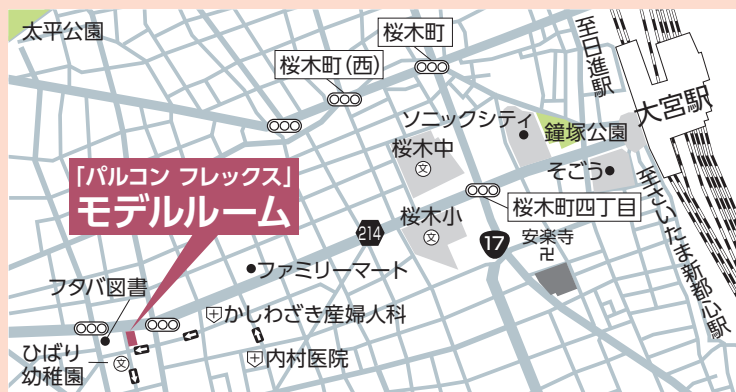 太平公園
桜木町
桜木町(西)
至日進駅
大宮駅
ソニックシティ
鐘塚公園
桜木中
文
そごう
「パルコン フレックス」
モデルルーム
桜木町四丁目
至さいたま新都心駅
214
桜木小
文
17
安楽寺
卍
ファミリーマート
フタバ図書
かしわざき産婦人科
ひばり
幼稚園
文
内村医院